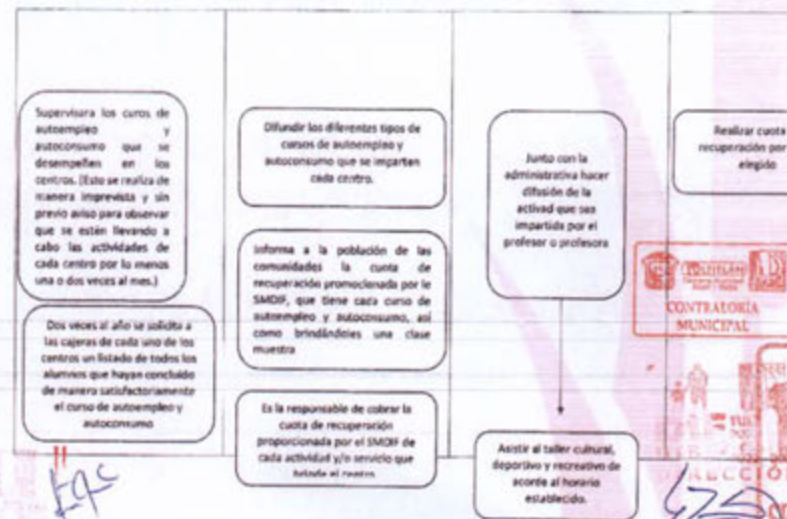 Supervisara los curos de
autoempleo y
autoconsumo que se
desempeñen en los
centros. (Esto se realiza de
manera imprevista y sin
previo aviso para observar
que se estén llevando a
cabo las actividades de
cada centro por lo menos
una o dos veces al mes.)
Dos veces al año se solicita a
las cajeras de cada uno de los
centros un listado de todos los
alumnos que hayan concluido
de manera satisfactoriamente
el curso de autoempleo y
autoconsumo
Difundir los diferentes tipos de
cursos de autoempleo y
autoconsumo que se imparten
cada centro.
Informa a la población de las
comunidades la cuota de
recuperación promocionada por le
SMDIF, que tiene cada curso de
autoempleo y autoconsumo, así
como brindándoles una clase
muestra
Es la responsable de cobrar la
cuota de recuperación
proporcionada por el SMDIF de
cada actividad y/o servicio que
brinde el centro
Junto con la
administrativa hacer
difusión de la
activad que sea
impartida por el
profesor o profesora
Asistir al taller cultural,
deportivo y recreativo de
acorde al horario
establecido.
Realizar cuota
recuperación por
elegido
CONTRALORÍA
MUNICIPAL